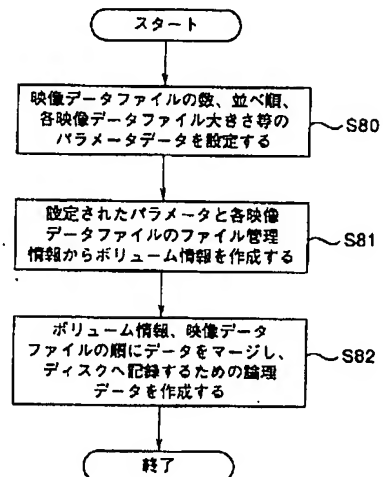 スタート
映像データファイルの数、並べ順、
各映像データファイル大きさ等の
パラメータデータを設定する
S80
設定されたパラメータと各映像
データファイルのファイル管理
情報からボリューム情報を作成する
S81
ボリューム情報、映像データ
ファイルの順にデータをマージし、
ディスクへ記録するための論理
データを作成する
S82
終了